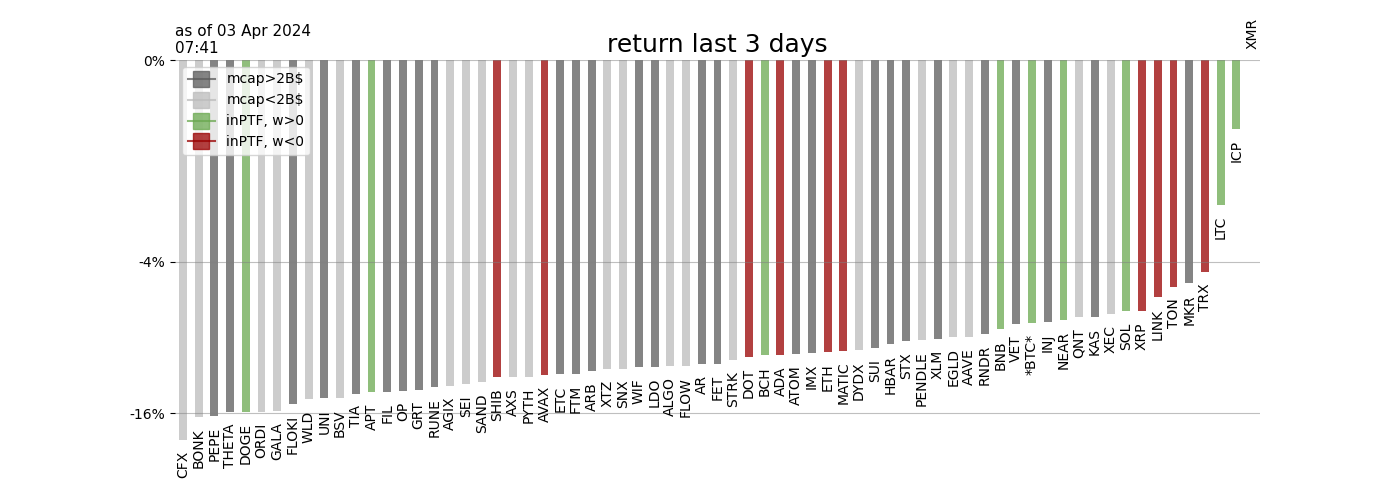 as of 03 Apr 2024
07:41
return last 3 days
XMR
0%
-4%
-16%
mcap>2B$
mcap<2B$
inPTF, w>0
inPTF, w<0
CFX
BONK
PEPE
THETA
DOGE
ORDI
GALA
FLOKI
WLD
UNI
BSV
TIA
APT
FIL
OP
GRT
RUNE
AGIX
SEI
SAND
SHIB
AXS
PYTH
AVAX
ETC
FTM
ARB
XTZ
SNX
WIF
LDO
ALGO
FLOW
AR
FET
STRK
DOT
BCH
ADA
ATOM
IMX
ETH
MATIC
DYDX
SUI
HBAR
STX
PENDLE
XLM
EGLD
AAVE
RNDR
BNB
VET
*BTC*
INJ
NEAR
QNT
KAS
XEC
SOL
XRP
LINK
TON
MKR
TRX
LTC
ICP